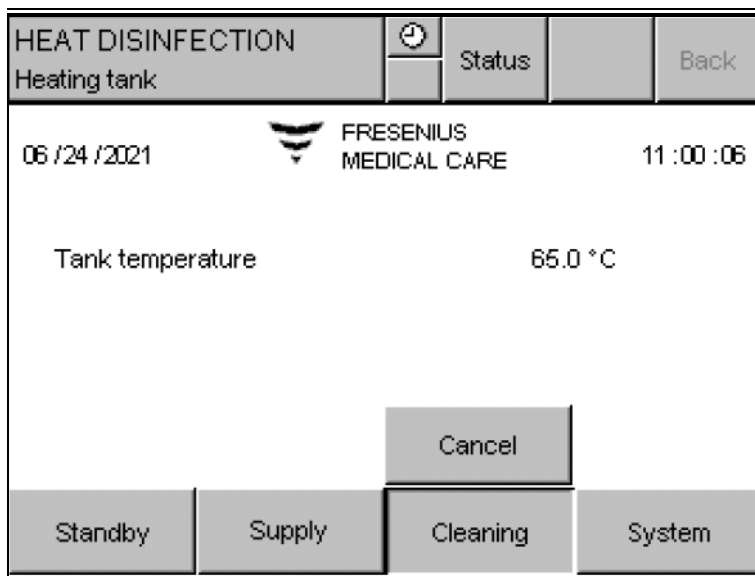 HEAT DISINFECTION
Heating tank
Status
Back
06 /24 /2021
FRESENIUS
MEDICAL CARE
11 :00 :06
Tank temperature 65.0 °C
Cancel
Standby
Supply
Cleaning
System